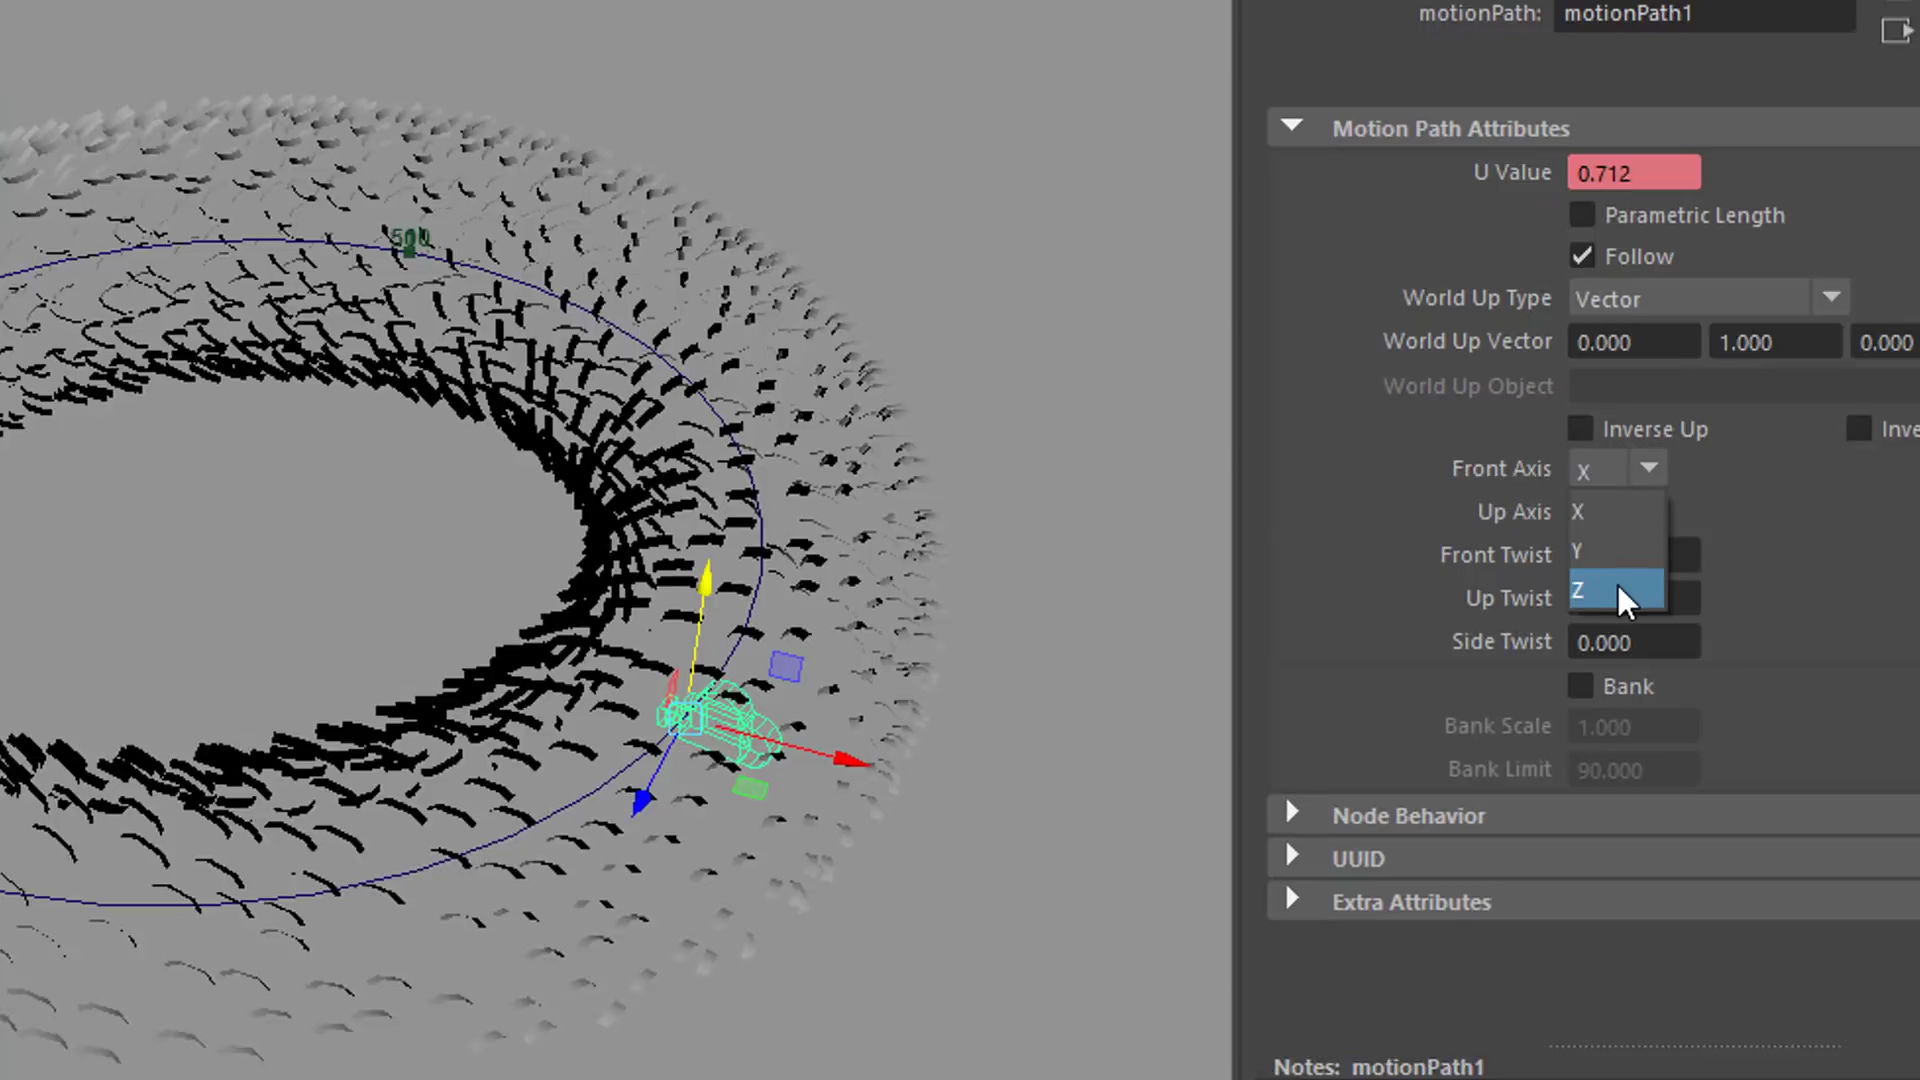 motionPath: motionPath1
Motion Path Attributes
U Value 0.712
Parametric Length
Follow
World Up Type Vector
World Up Vector 0.000 1.000 0.000
World Up Object
Inverse Up Inve
Front Axis X
Up Axis X
Front Twist Y
Up Twist Z
Side Twist 0.000
Bank
Bank Scale 1.000
Bank Limit 90.000
Node Behavior
UUID
Extra Attributes
Notes: motionPath1